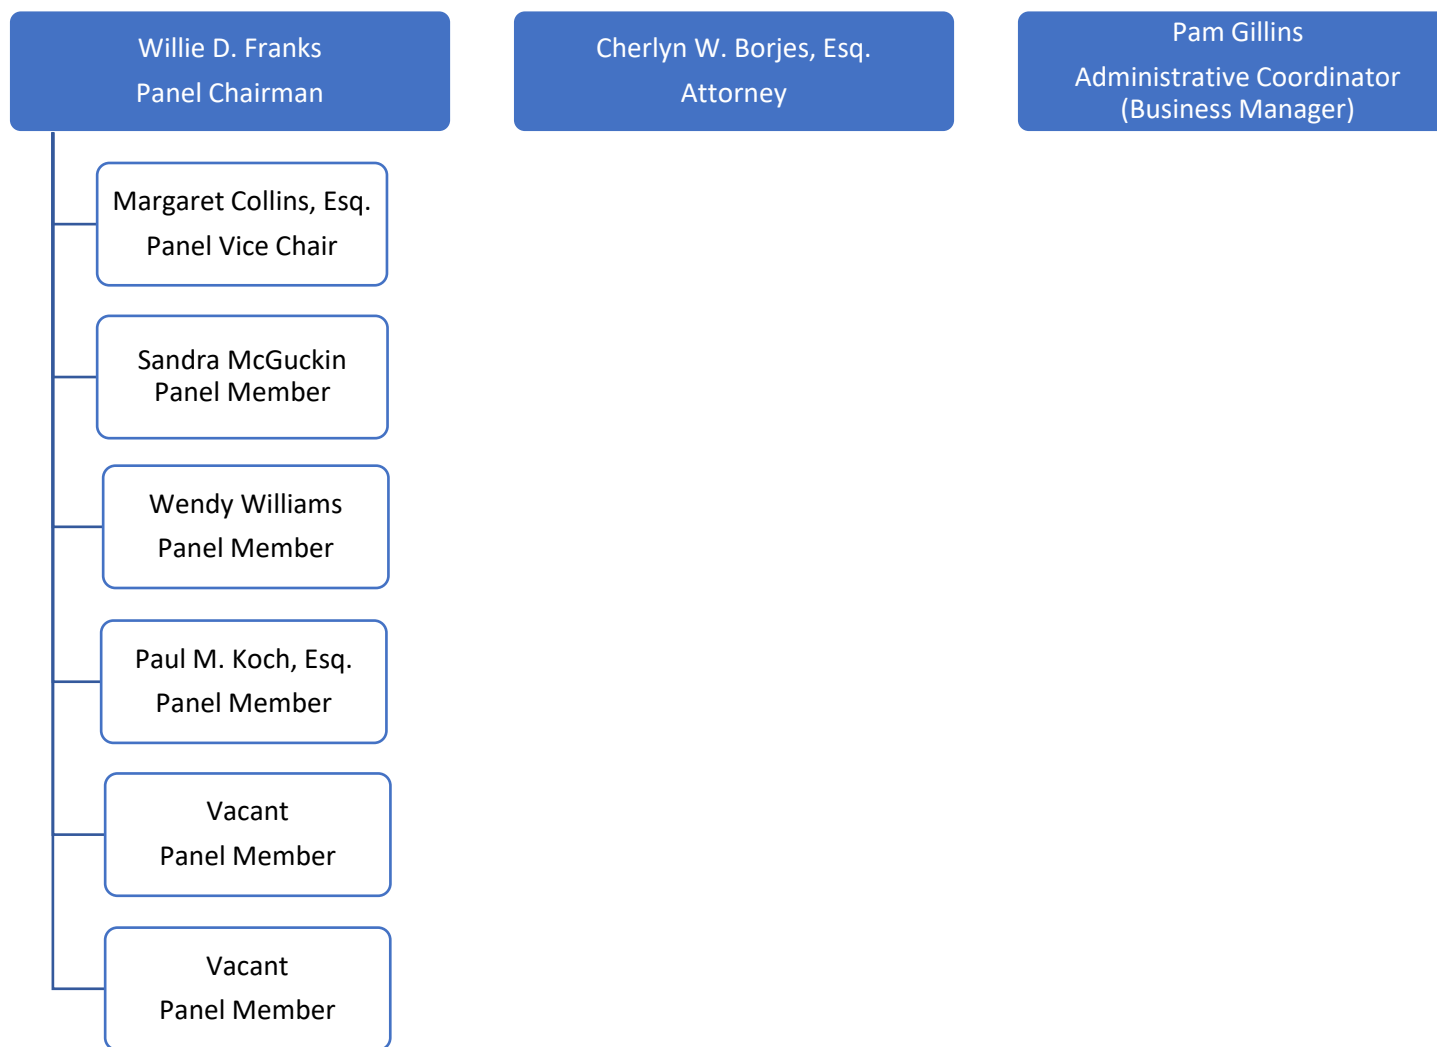 Willie D. Franks
Panel Chairman
Cherlyn W. Borjes, Esq.
Attorney
Pam Gillins
Administrative Coordinator
(Business Manager)
Margaret Collins, Esq.
Panel Vice Chair
Sandra McGuckin
Panel Member
Wendy Williams
Panel Member
Paul M. Koch, Esq.
Panel Member
Vacant
Panel Member
Vacant
Panel Member